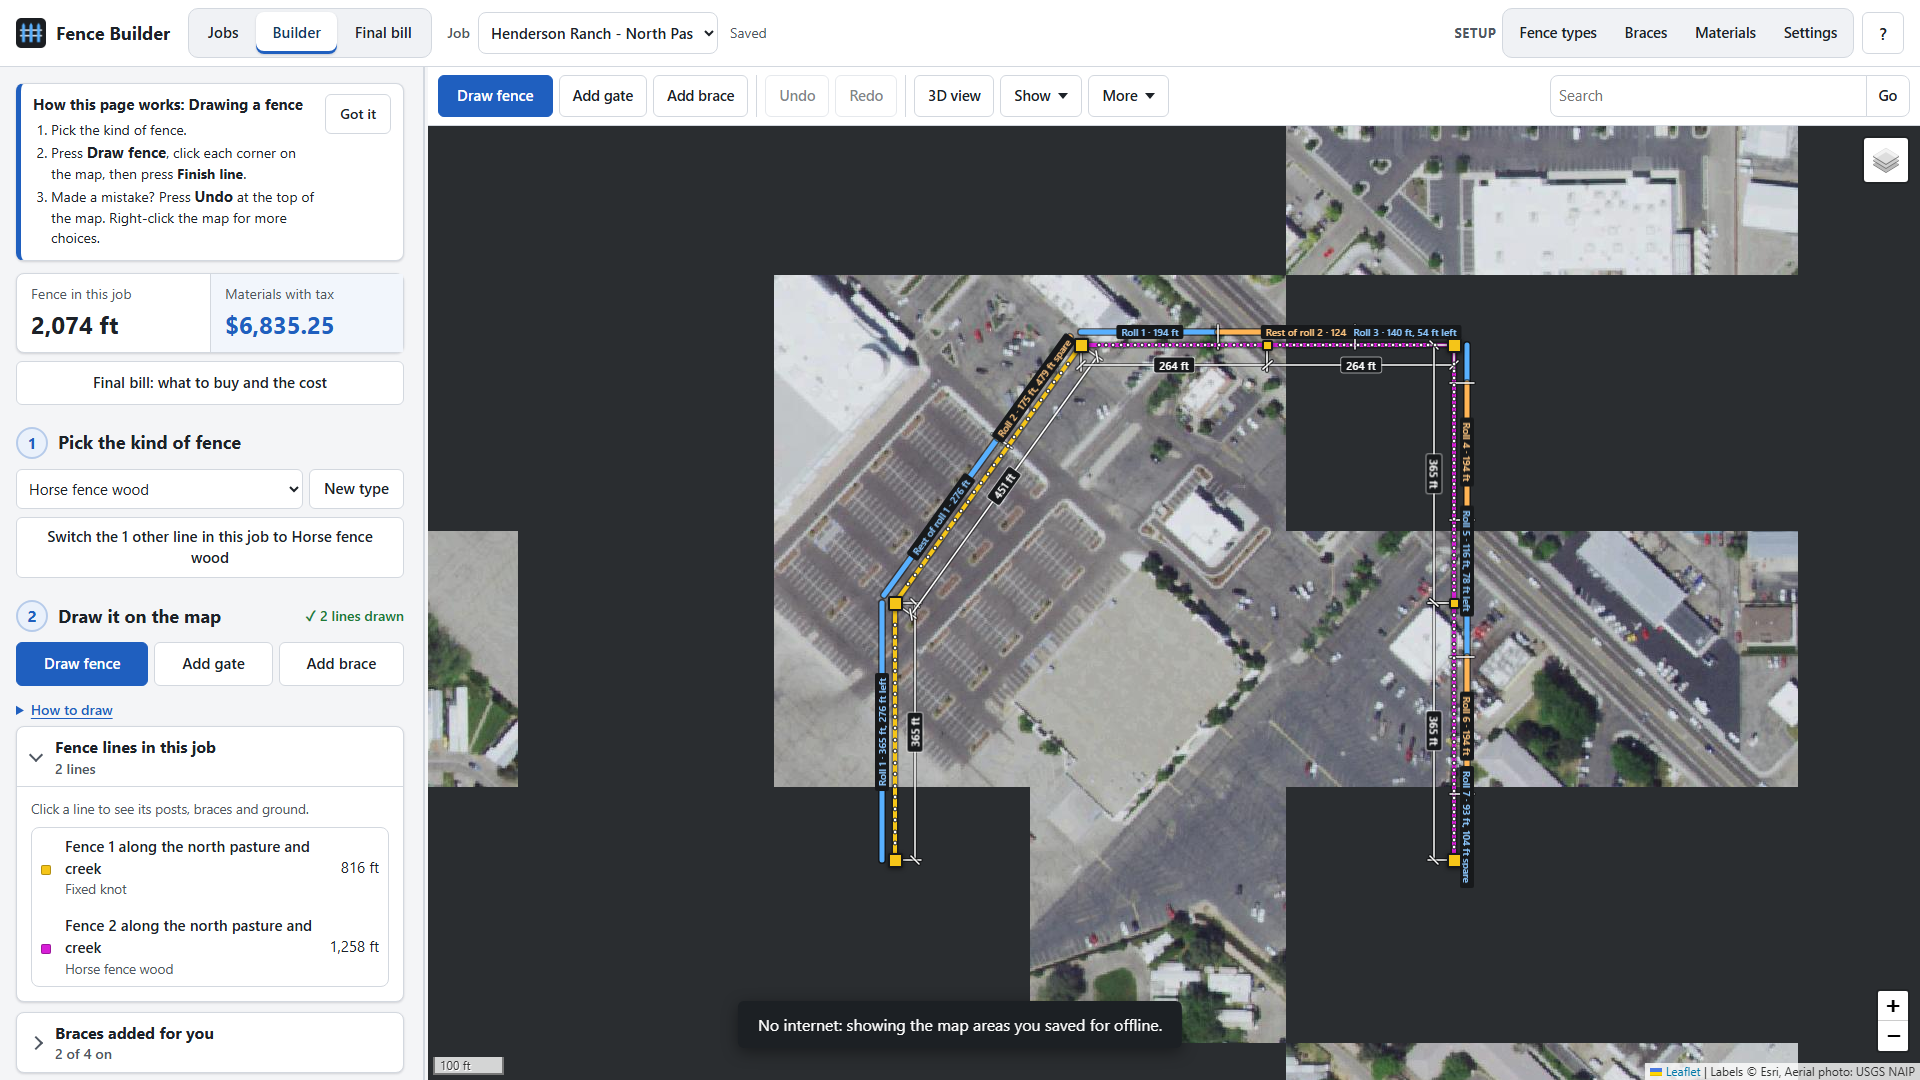 Fence Builder
Jobs
Builder
Final bill
Job
Henderson Ranch - North Pas
Saved
SETUP
Fence types
Braces
Materials
Settings
?
How this page works: Drawing a fence
Got it
1. Pick the kind of fence.
2. Press Draw fence, click each corner on
the map, then press Finish line.
3. Made a mistake? Press Undo at the top of
the map. Right-click the map for more
choices.
Fence in this job
2,074 ft
Materials with tax
$6,835.25
Final bill: what to buy and the cost
1
Pick the kind of fence
Horse fence wood
New type
Switch the 1 other line in this job to Horse fence
wood
2
Draw it on the map
✓ 2 lines drawn
Draw fence
Add gate
Add brace
How to draw
Fence lines in this job
2 lines
Click a line to see its posts, braces and ground.
Fence 1 along the north pasture and
creek
816 ft
Fixed knot
Fence 2 along the north pasture and
creek
1,258 ft
Horse fence wood
Braces added for you
2 of 4 on
Draw fence
Add gate
Add brace
Undo
Redo
3D view
Show
More
Search
Go
Roll 1 · 194 ft
Rest of roll 2 · 124
Roll 3 · 140 ft, 54 ft left
264 ft
264 ft
Roll 2 · 175 ft, 479 ft spare
451 ft
Rest of roll 1 · 276 ft
Roll 1 · 365 ft, 276 ft left
365 ft
365 ft
Roll 4 · 194 ft
Roll 5 · 116 ft, 78 ft left
365 ft
Roll 6 · 194 ft
Roll 7 · 93 ft, 104 ft spare
No internet: showing the map areas you saved for offline.
100 ft
+
−
Leaflet | Labels © Esri, Aerial photo: USGS NAIP